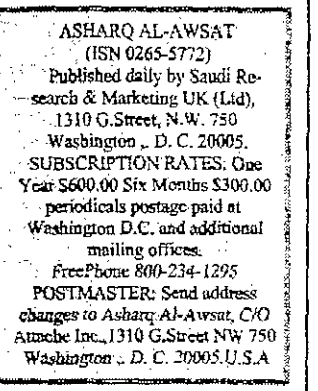 ASHARQ AL-AWSAT
(ISN 0265-5772)
Published daily by Saudi Re-
search & Marketing UK (Ltd),
1310 G.Street, N.W. 750
Washington ., D. C. 20005.
SUBSCRIPTION RATES: One
Year $600.00 Six Months $300.00
periodicals postage paid at
Washington D.C. and additional
mailing offices.
FreePhone 800-234-1295
POSTMASTER: Send address
changes to Asharq Al-Awsat, C/O
Attache Inc., 1310 G.Street NW 750
Washington ., D. C. 20005.U.S.A